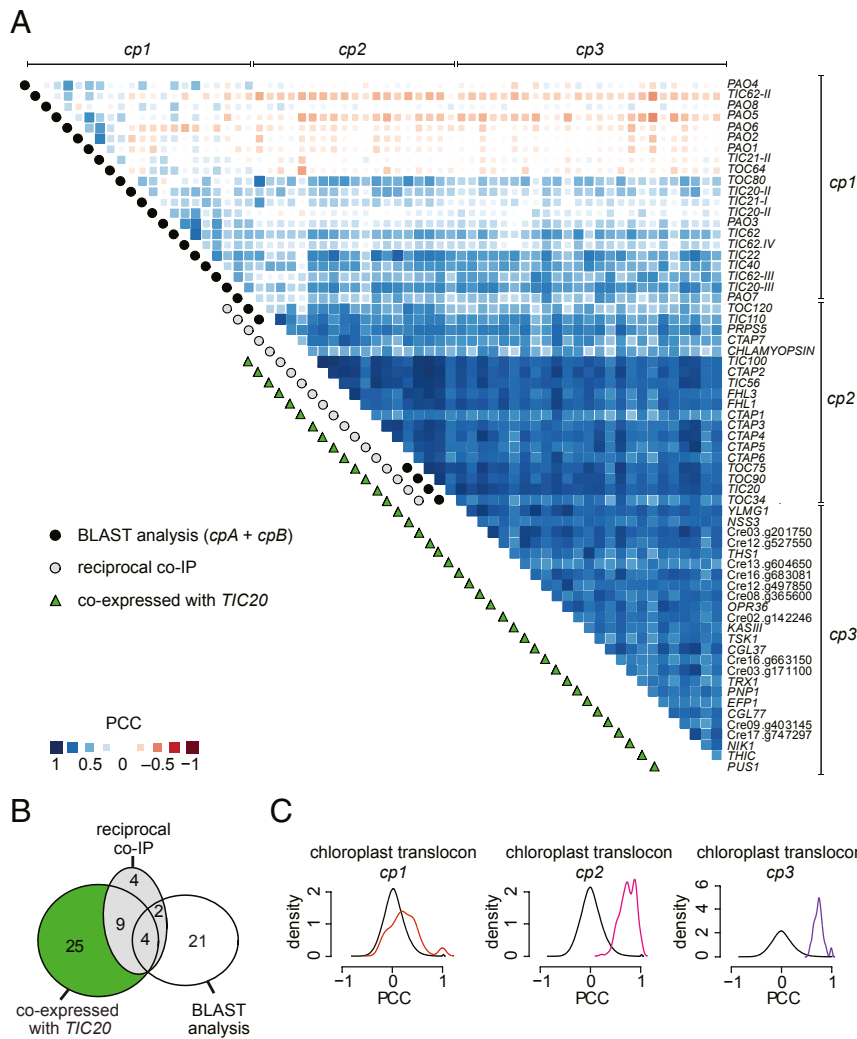 A
cp1 cp2 cp3
PAO4
TIC62-II
PAO8
PAO5
PAO6
PAO2
PAO1
TIC21-II
TOC64
TOC80
TIC20-II
TIC21-I
TIC20-II
PAO3
TIC62
TIC62.IV
TIC22
TIC40
TIC62-III
TIC20-III
PAO7
TOC120
TIC110
PRPS5
CTAP7
CHLAMYOPSIN
TIC100
CTAP2
TIC56
FHL3
FHL1
CTAP1
CTAP3
CTAP4
CTAP5
CTAP6
TOC75
TOC90
TIC20
TOC34
YLMG1
NSS3
Cre03.g201750
Cre12.g527550
THS1
Cre13.g604650
Cre16.g683081
Cre12.g497850
Cre08.g365600
OPR36
Cre02.g142246
KASIII
TSK1
CGL37
Cre16.g663150
Cre03.g171100
TRX1
PNP1
EFP1
CGL77
Cre09.g403145
Cre17.g747297
NIK1
THIC
PUS1
cp1
cp2
cp3
BLAST analysis (cpA + cpB)
reciprocal co-IP
co-expressed with TIC20
PCC
1 0.5 0 −0.5 −1
B
reciprocal
co-IP
4
9
2
25
4
21
co-expressed
with TIC20
BLAST
analysis
C
chloroplast translocon
cp1
density
0 1 2
−1 0 1
PCC
chloroplast translocon
cp2
density
0 1 2
−1 0 1
PCC
chloroplast translocon
cp3
density
0 2 4 6
−1 0 1
PCC